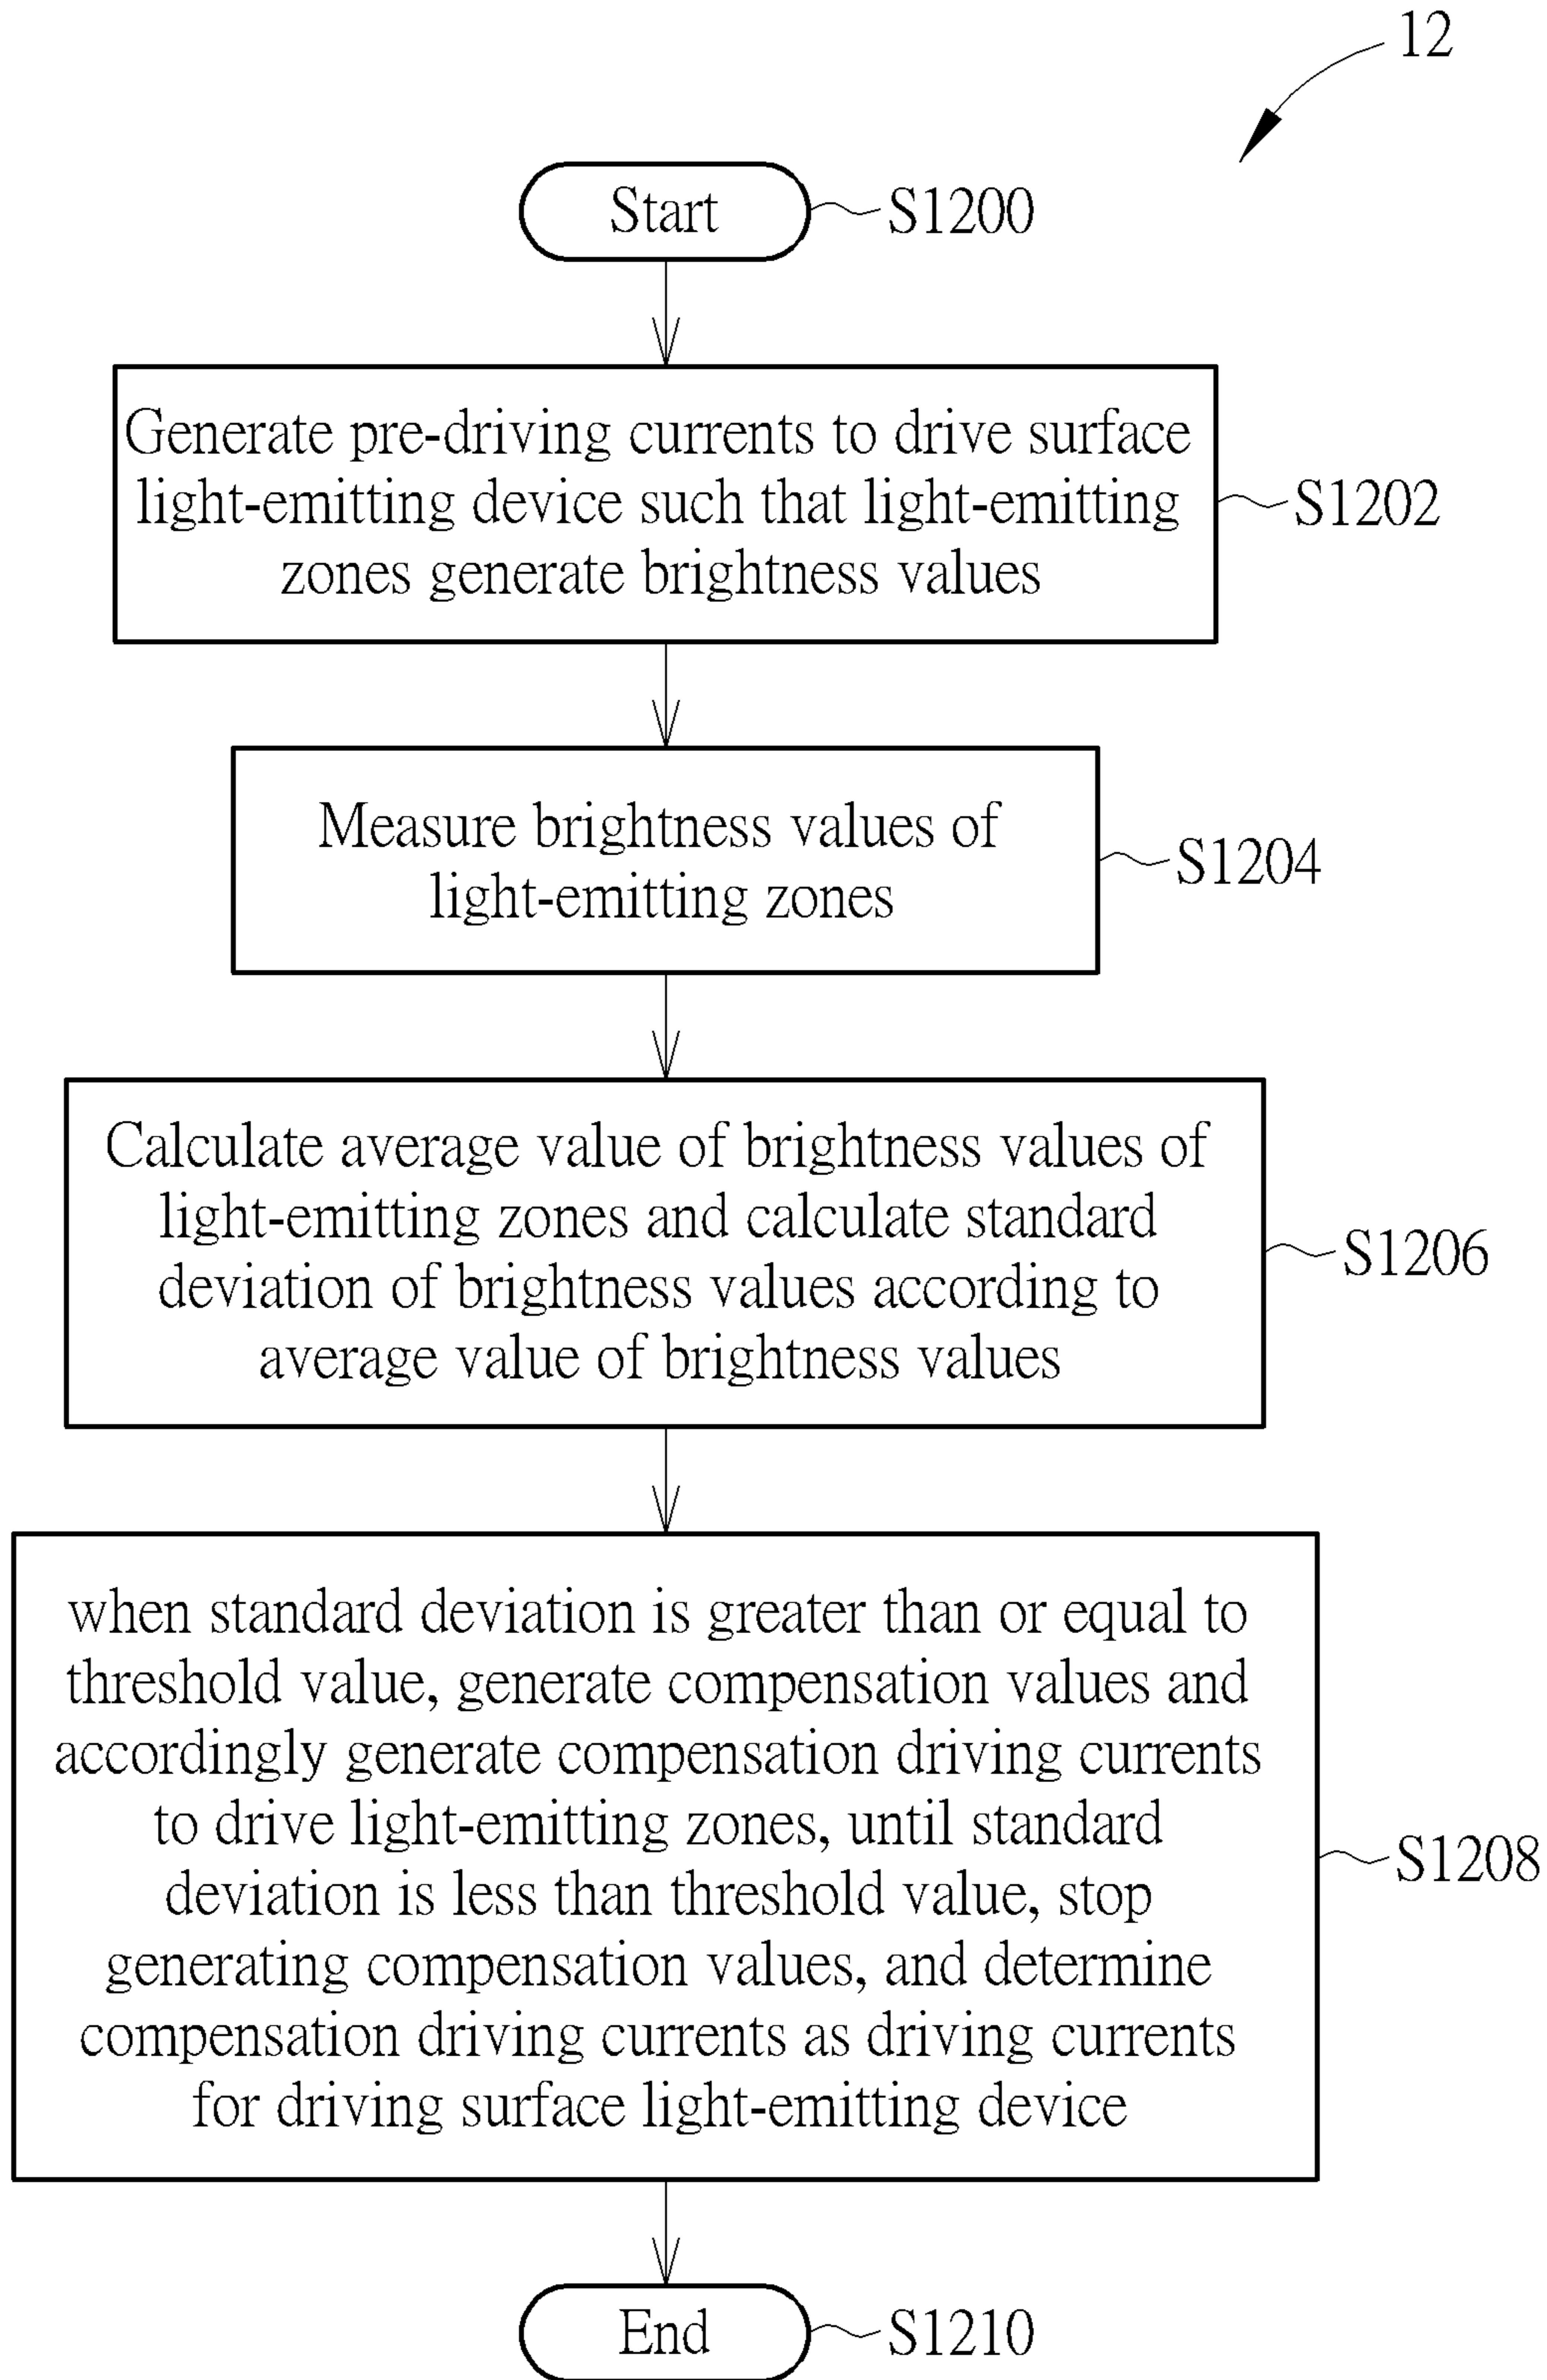 12
Start
S1200
Generate pre-driving currents to drive surface
light-emitting device such that light-emitting
zones generate brightness values
S1202
Measure brightness values of
light-emitting zones
S1204
Calculate average value of brightness values of
light-emitting zones and calculate standard
deviation of brightness values according to
average value of brightness values
S1206
when standard deviation is greater than or equal to
threshold value, generate compensation values and
accordingly generate compensation driving currents
to drive light-emitting zones, until standard
deviation is less than threshold value, stop
generating compensation values, and determine
compensation driving currents as driving currents
for driving surface light-emitting device
S1208
End
S1210